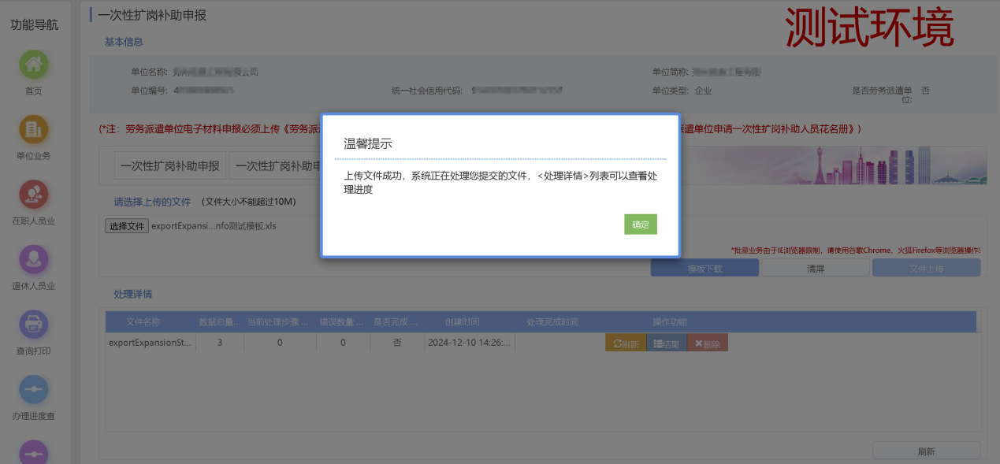 功能导航
首页
单位业务
在职人员业
退休人员业
查询打印
办理进度查
一次性扩岗补助申报
测试环境
基本信息
单位名称:
公司
单位简称:
单位编号: 4
统一社会信用代码:
单位类型: 企业
是否劳务派遣单位: 否
(*注: 劳务派遣单位电子材料申报必须上传《劳务派
遣单位申请一次性扩岗补助人员花名册》)
一次性扩岗补助申报
一次性扩岗补助申
请选择上传的文件 (文件大小不能超过10M)
选择文件 exportExpansi...nfo测试模板.xls
*批量业务由于IE浏览器限制，请使用谷歌Chrome、火狐Firefox等浏览器操作!
模板下载 清屏 文件上传
温馨提示
上传文件成功，系统正在处理您提交的文件，<处理详情>列表可以查看处
理进度
确定
处理详情
文件名称 数据总量... 当前处理步骤 ... 错误数量 ... 是否完成 ... 创建时间 处理完成时间 操作功能
exportExpansionSt... 3 0 0 否 2024-12-10 14:26:... 刷新 结果 删除
刷新